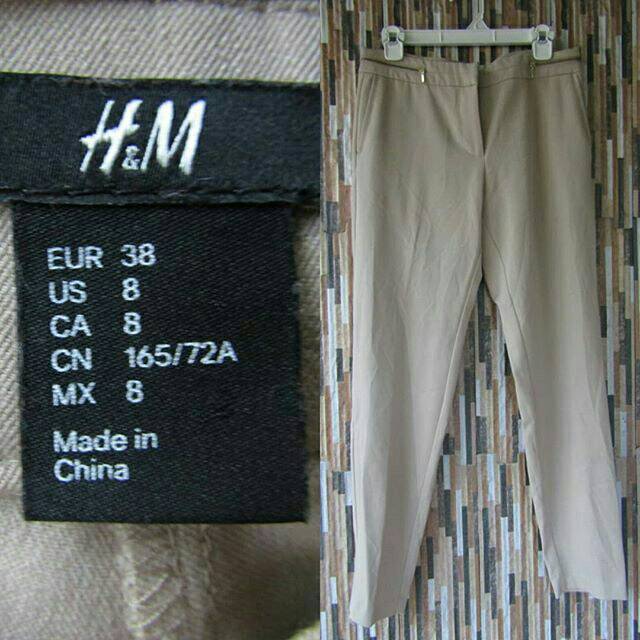 H&M
EUR 38
US 8
CA 8
CN 165/72A
MX 8
Made in
China